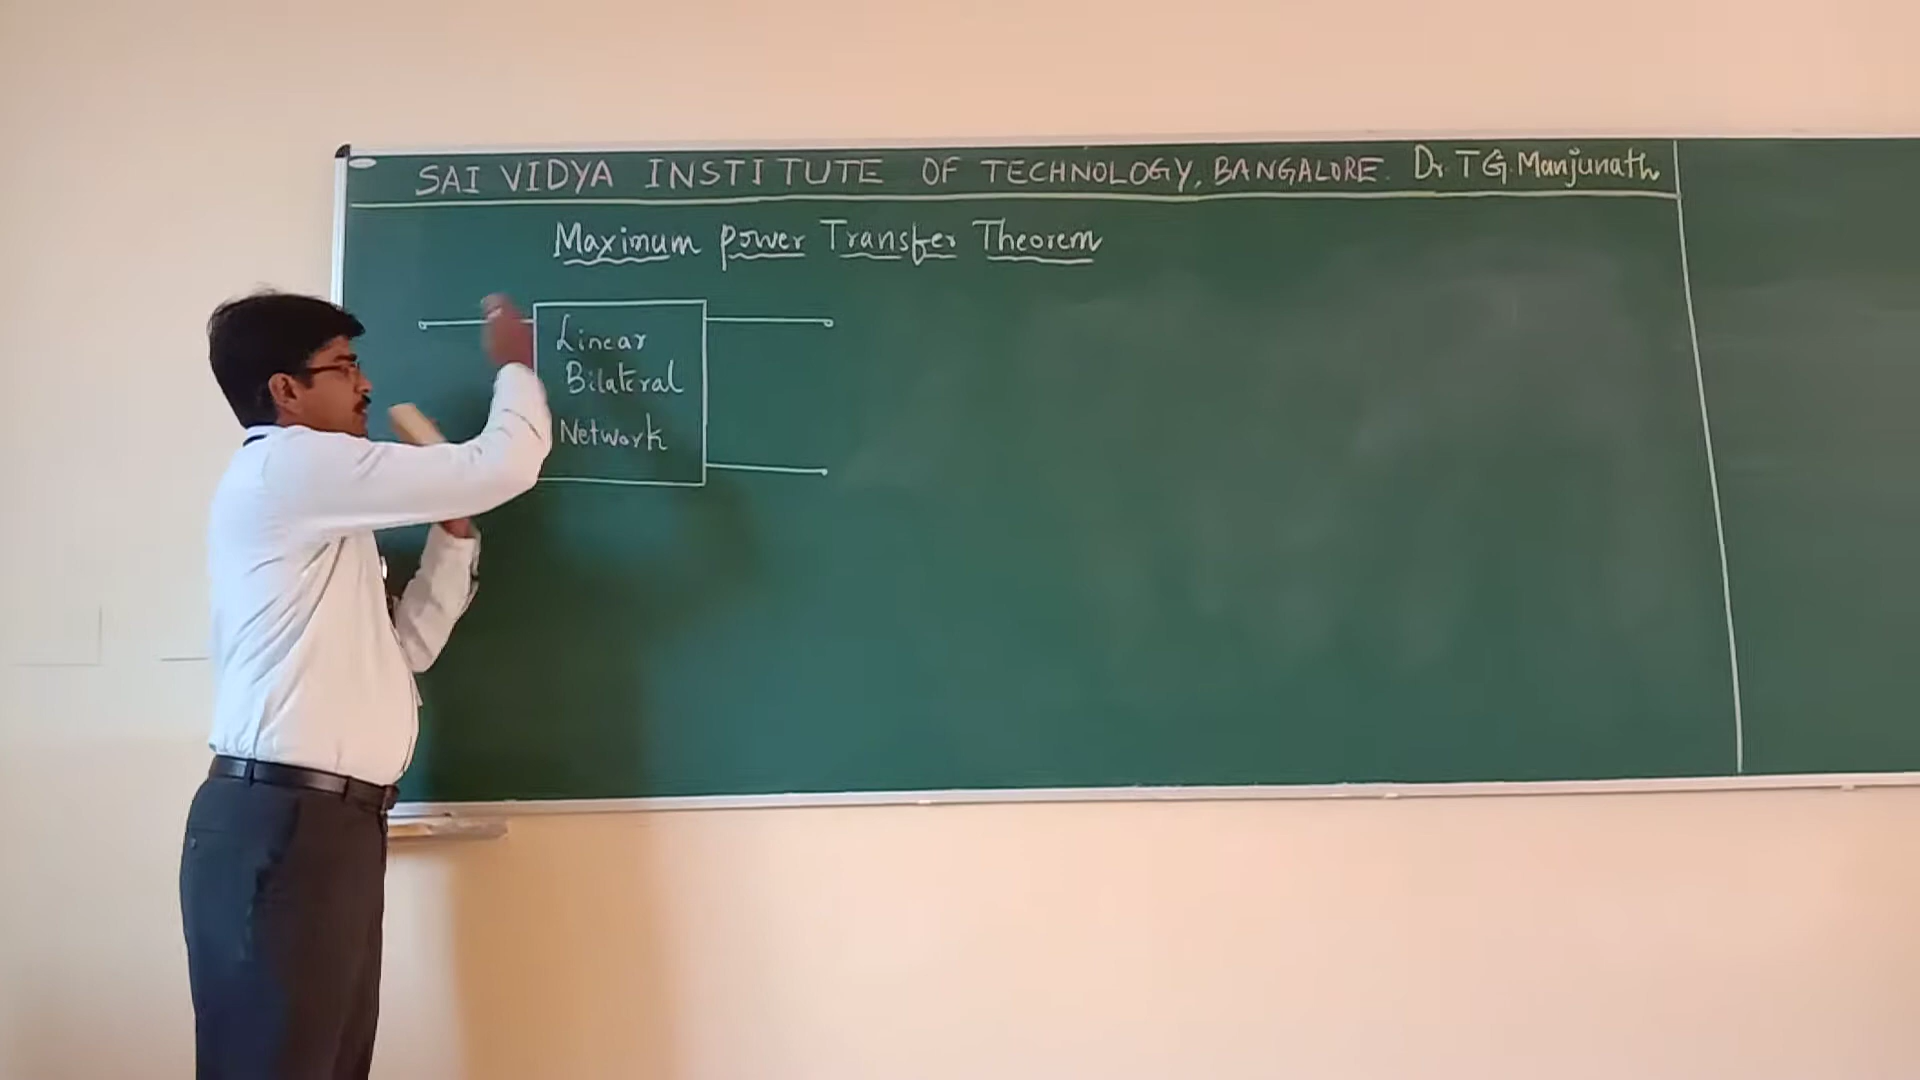 SAI VIDYA INSTITUTE OF TECHNOLOGY, BANGALORE. Dr. T G. Manjunath
Maximum power Transfer Theorem
Linear
Bilateral
Network